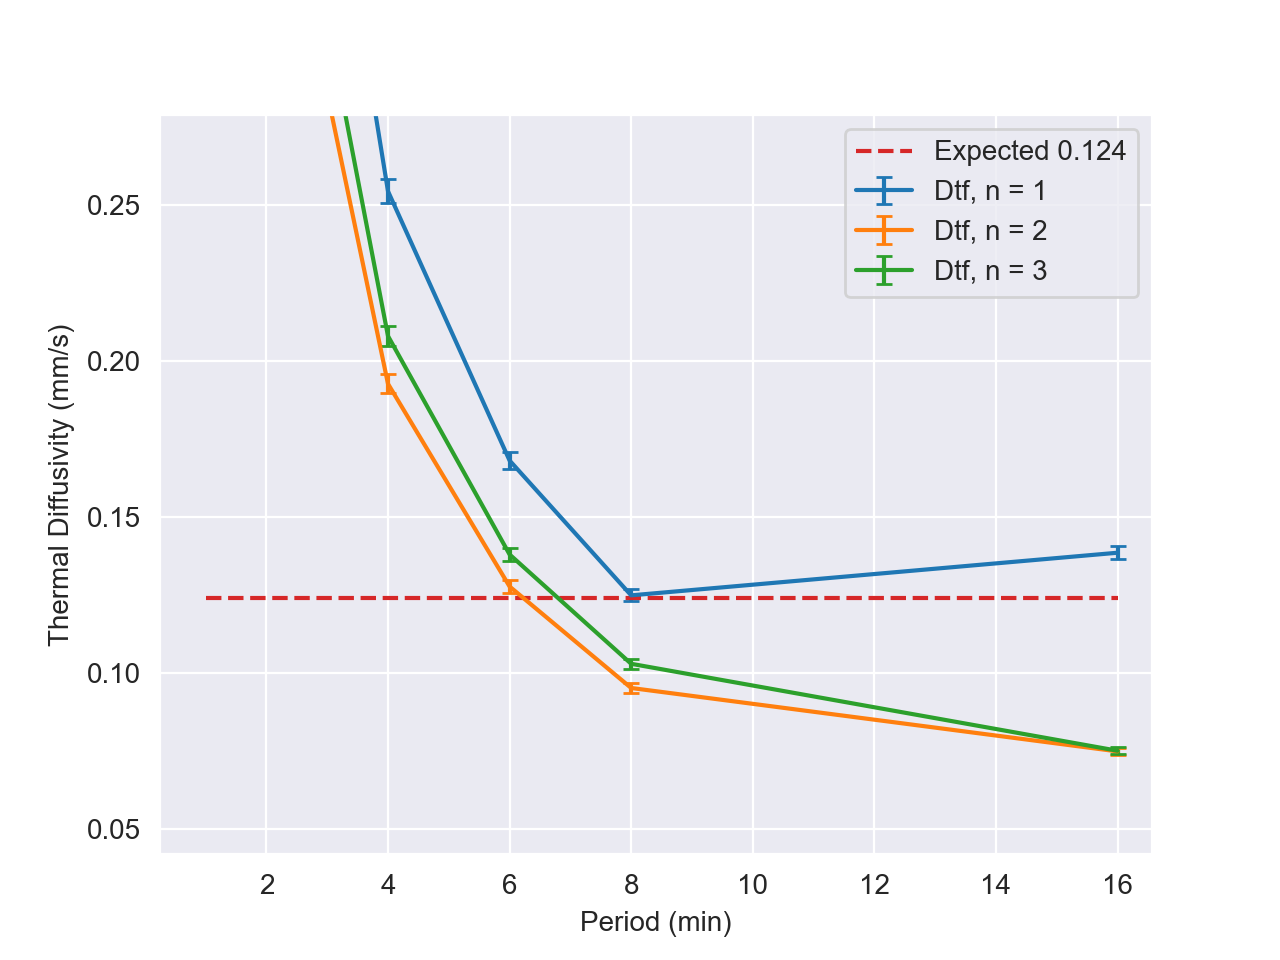 Expected 0.124
Dtf, n = 1
Dtf, n = 2
Dtf, n = 3
Thermal Diffusivity (mm/s)
0.25
0.20
0.15
0.10
0.05
2 4 6 8 10 12 14 16
Period (min)